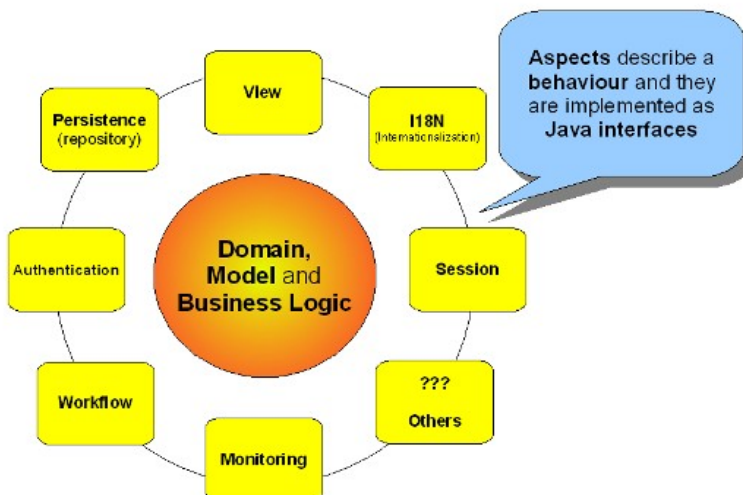 View
Aspects describe a
behaviour and they
are implemented as
Java interfaces
Persistence
(repository)
I18N
(Internationalization)
Domain,
Model and
Business Logic
Authentication
Session
Workflow
???
Others
Monitoring